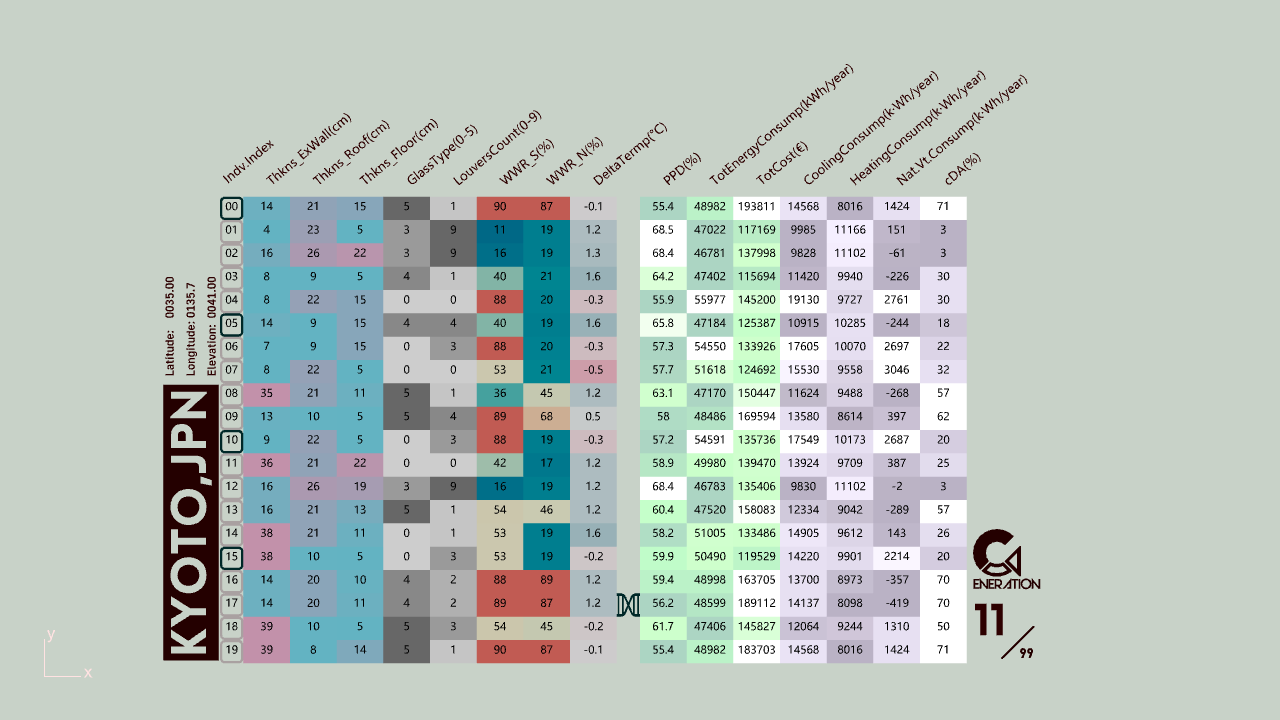 Indv.Index Thkns_ExWall(cm) Thkns_Roof(cm) Thkns_Floor(cm) GlassType(0-5) LouversCount(0-9) WWR_S(%) WWR_N(%) DeltaTermp(°C) PPD(%) TotEnergyConsump(kWh/year) TotCost(€) CoolingConsump(k·Wh/year) HeatingConsump(k·Wh/year) Nat.Vt.Consump(k·Wh/year) cDA(%)
00 14 21 15 5 1 90 87 -0.1 55.4 48982 193811 14568 8016 1424 71
01 4 23 5 3 9 11 19 1.2 68.5 47022 117169 9985 11166 151 3
02 16 26 22 3 9 16 19 1.3 68.4 46781 137998 9828 11102 -61 3
03 8 9 5 4 1 40 21 1.6 64.2 47402 115694 11420 9940 -226 30
04 8 22 15 0 0 88 20 -0.3 55.9 55977 145200 19130 9727 2761 30
05 14 9 15 4 4 40 19 1.6 65.8 47184 125387 10915 10285 -244 18
06 7 9 15 0 3 88 20 -0.3 57.3 54550 133926 17605 10070 2697 22
07 8 22 5 0 0 53 21 -0.5 57.7 51618 124692 15530 9558 3046 32
08 35 21 11 5 1 36 45 1.2 63.1 47170 150447 11624 9488 -268 57
09 13 10 5 5 4 89 68 0.5 58 48486 169594 13580 8614 397 62
10 9 22 5 0 3 88 19 -0.3 57.2 54591 135736 17549 10173 2687 20
11 36 21 22 0 0 42 17 1.2 58.9 49980 139470 13924 9709 387 25
12 16 26 19 3 9 16 19 1.2 68.4 46783 135406 9830 11102 -2 3
13 16 21 13 5 1 54 46 1.2 60.4 47520 158083 12334 9042 -289 57
14 38 21 11 0 1 53 19 1.6 58.2 51005 133486 14905 9612 143 26
15 38 10 5 0 3 53 19 -0.2 59.9 50490 119529 14220 9901 2214 20
16 14 20 10 4 2 88 89 1.2 59.4 48998 163705 13700 8973 -357 70
17 14 20 11 4 2 89 87 1.2 56.2 48599 189112 14137 8098 -419 70
18 39 10 5 5 3 54 45 -0.2 61.7 47406 145827 12064 9244 1310 50
19 39 8 14 5 1 90 87 -0.1 55.4 48982 183703 14568 8016 1424 71
Latitude: 0035.00
Longitude: 0135.7
Elevation: 0041.00
KYOTO,JPN
G
ENERATION
11/99
y
x